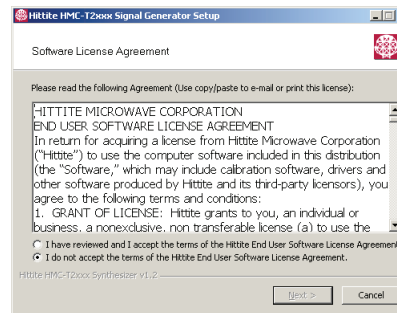 Hittite HMC-T2xxx Signal Generator Setup
Software License Agreement
Please read the following Agreement (Use copy/paste to e-mail or print this license):
HITTITE MICROWAVE CORPORATION
END USER SOFTWARE LICENSE AGREEMENT
In return for acquiring a license from Hittite Microwave Corporation
("Hittite") to use the computer software included in this distribution
(the "Software," which may include calibration software, drivers and
other software produced by Hittite and its third-party licensors), you
agree to the following terms and conditions:
1. GRANT OF LICENSE: Hittite grants to you, an individual or
business, a nonexclusive, non transferable license (a) to use the
I have reviewed and I accept the terms of the Hittite End User Software License Agreement
I do not accept the terms of the Hittite End User Software License Agreement.
Hittite HMC-T2xxx Synthesizer v1.2
Next >
Cancel